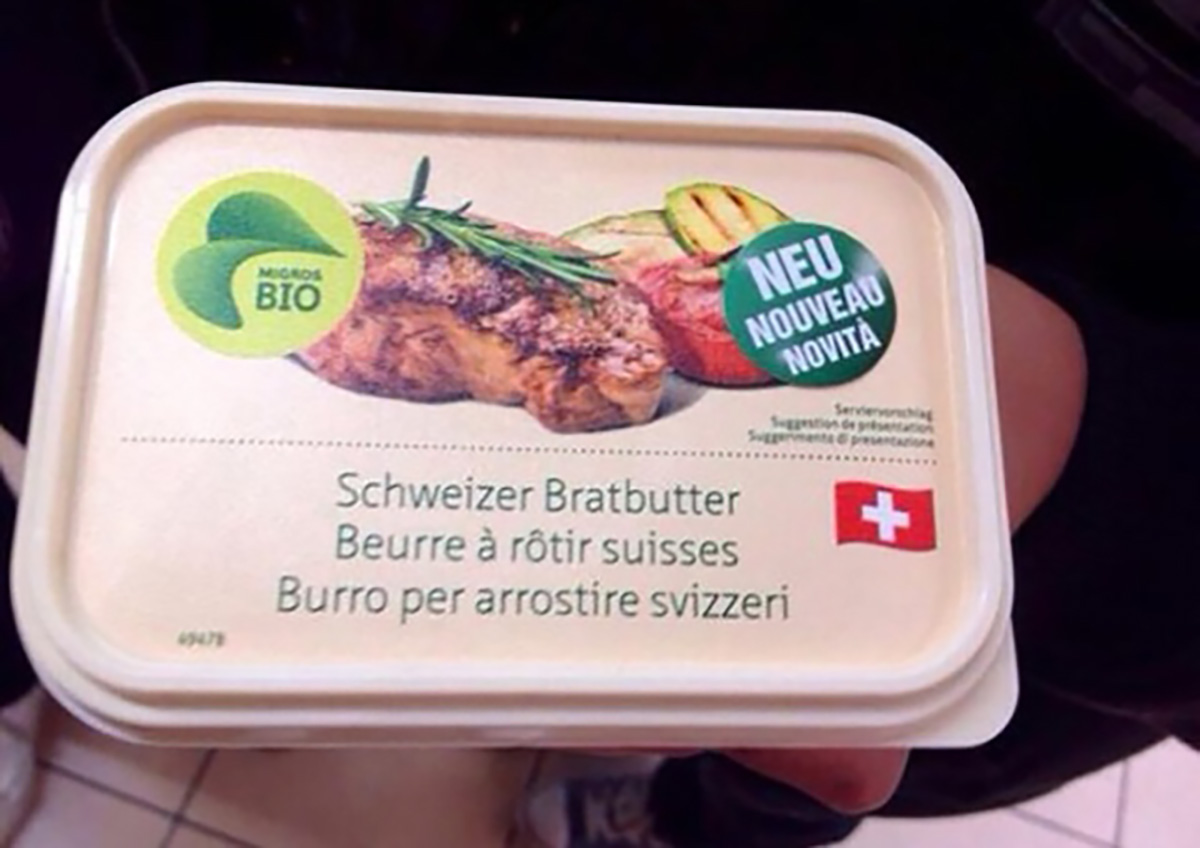 MIGROS
BIO
NEU
NOUVEAU
NOVITÀ
Serviervorschlag
Suggestion de présentation
Suggerimento di presentazione
Schweizer Bratbutter
Beurre à rôtir suisses
Burro per arrostire svizzeri